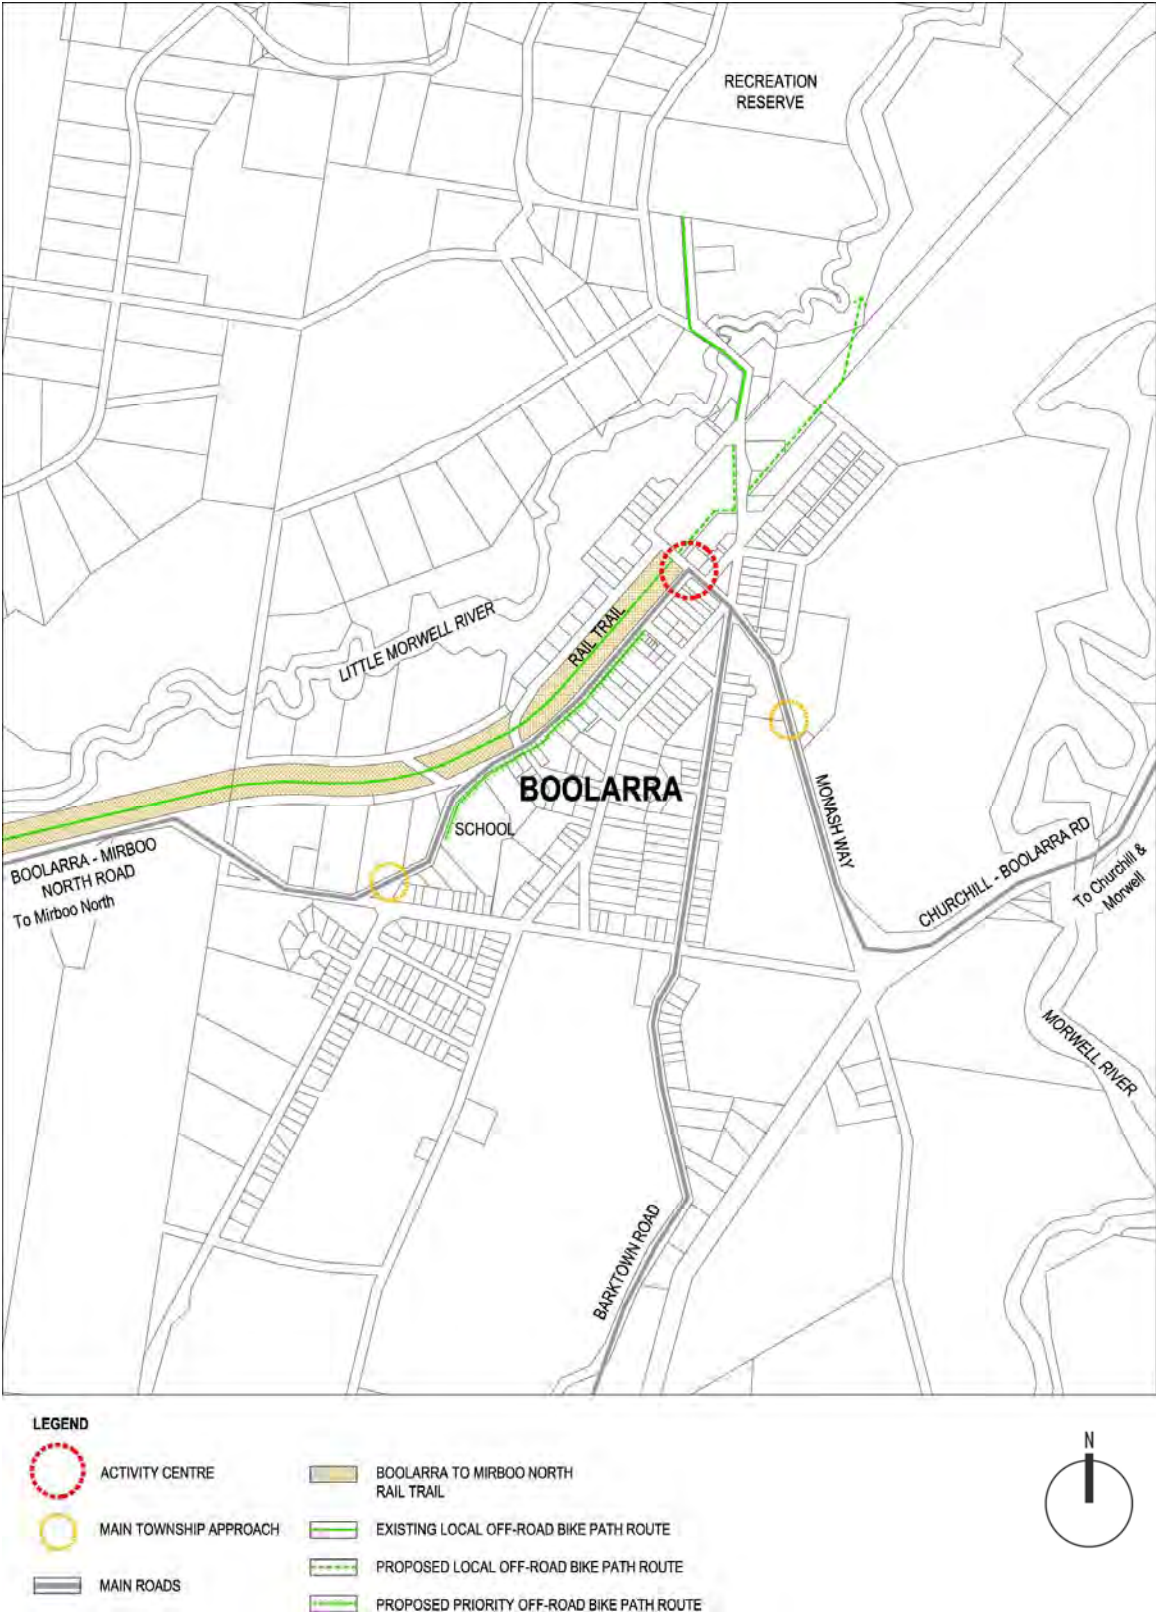 RECREATION
RESERVE
LITTLE MORWELL RIVER
RAIL TRAIL
BOOLARRA
SCHOOL
MONASH WAY
BOOLARRA - MIRBOO
NORTH ROAD
To Mirboo North
CHURCHILL - BOOLARRA RD
To Churchill &
Morwell
MORWELL RIVER
BARKTOWN ROAD
LEGEND
ACTIVITY CENTRE
MAIN TOWNSHIP APPROACH
MAIN ROADS
BOOLARRA TO MIRBOO NORTH
RAIL TRAIL
EXISTING LOCAL OFF-ROAD BIKE PATH ROUTE
PROPOSED LOCAL OFF-ROAD BIKE PATH ROUTE
PROPOSED PRIORITY OFF-ROAD BIKE PATH ROUTE
N